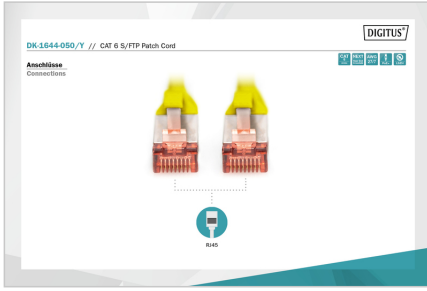 DIGITUS®
DK-1644-050/Y // CAT 6 S/FTP Patch Cord
Anschlüsse
Connections
RJ45